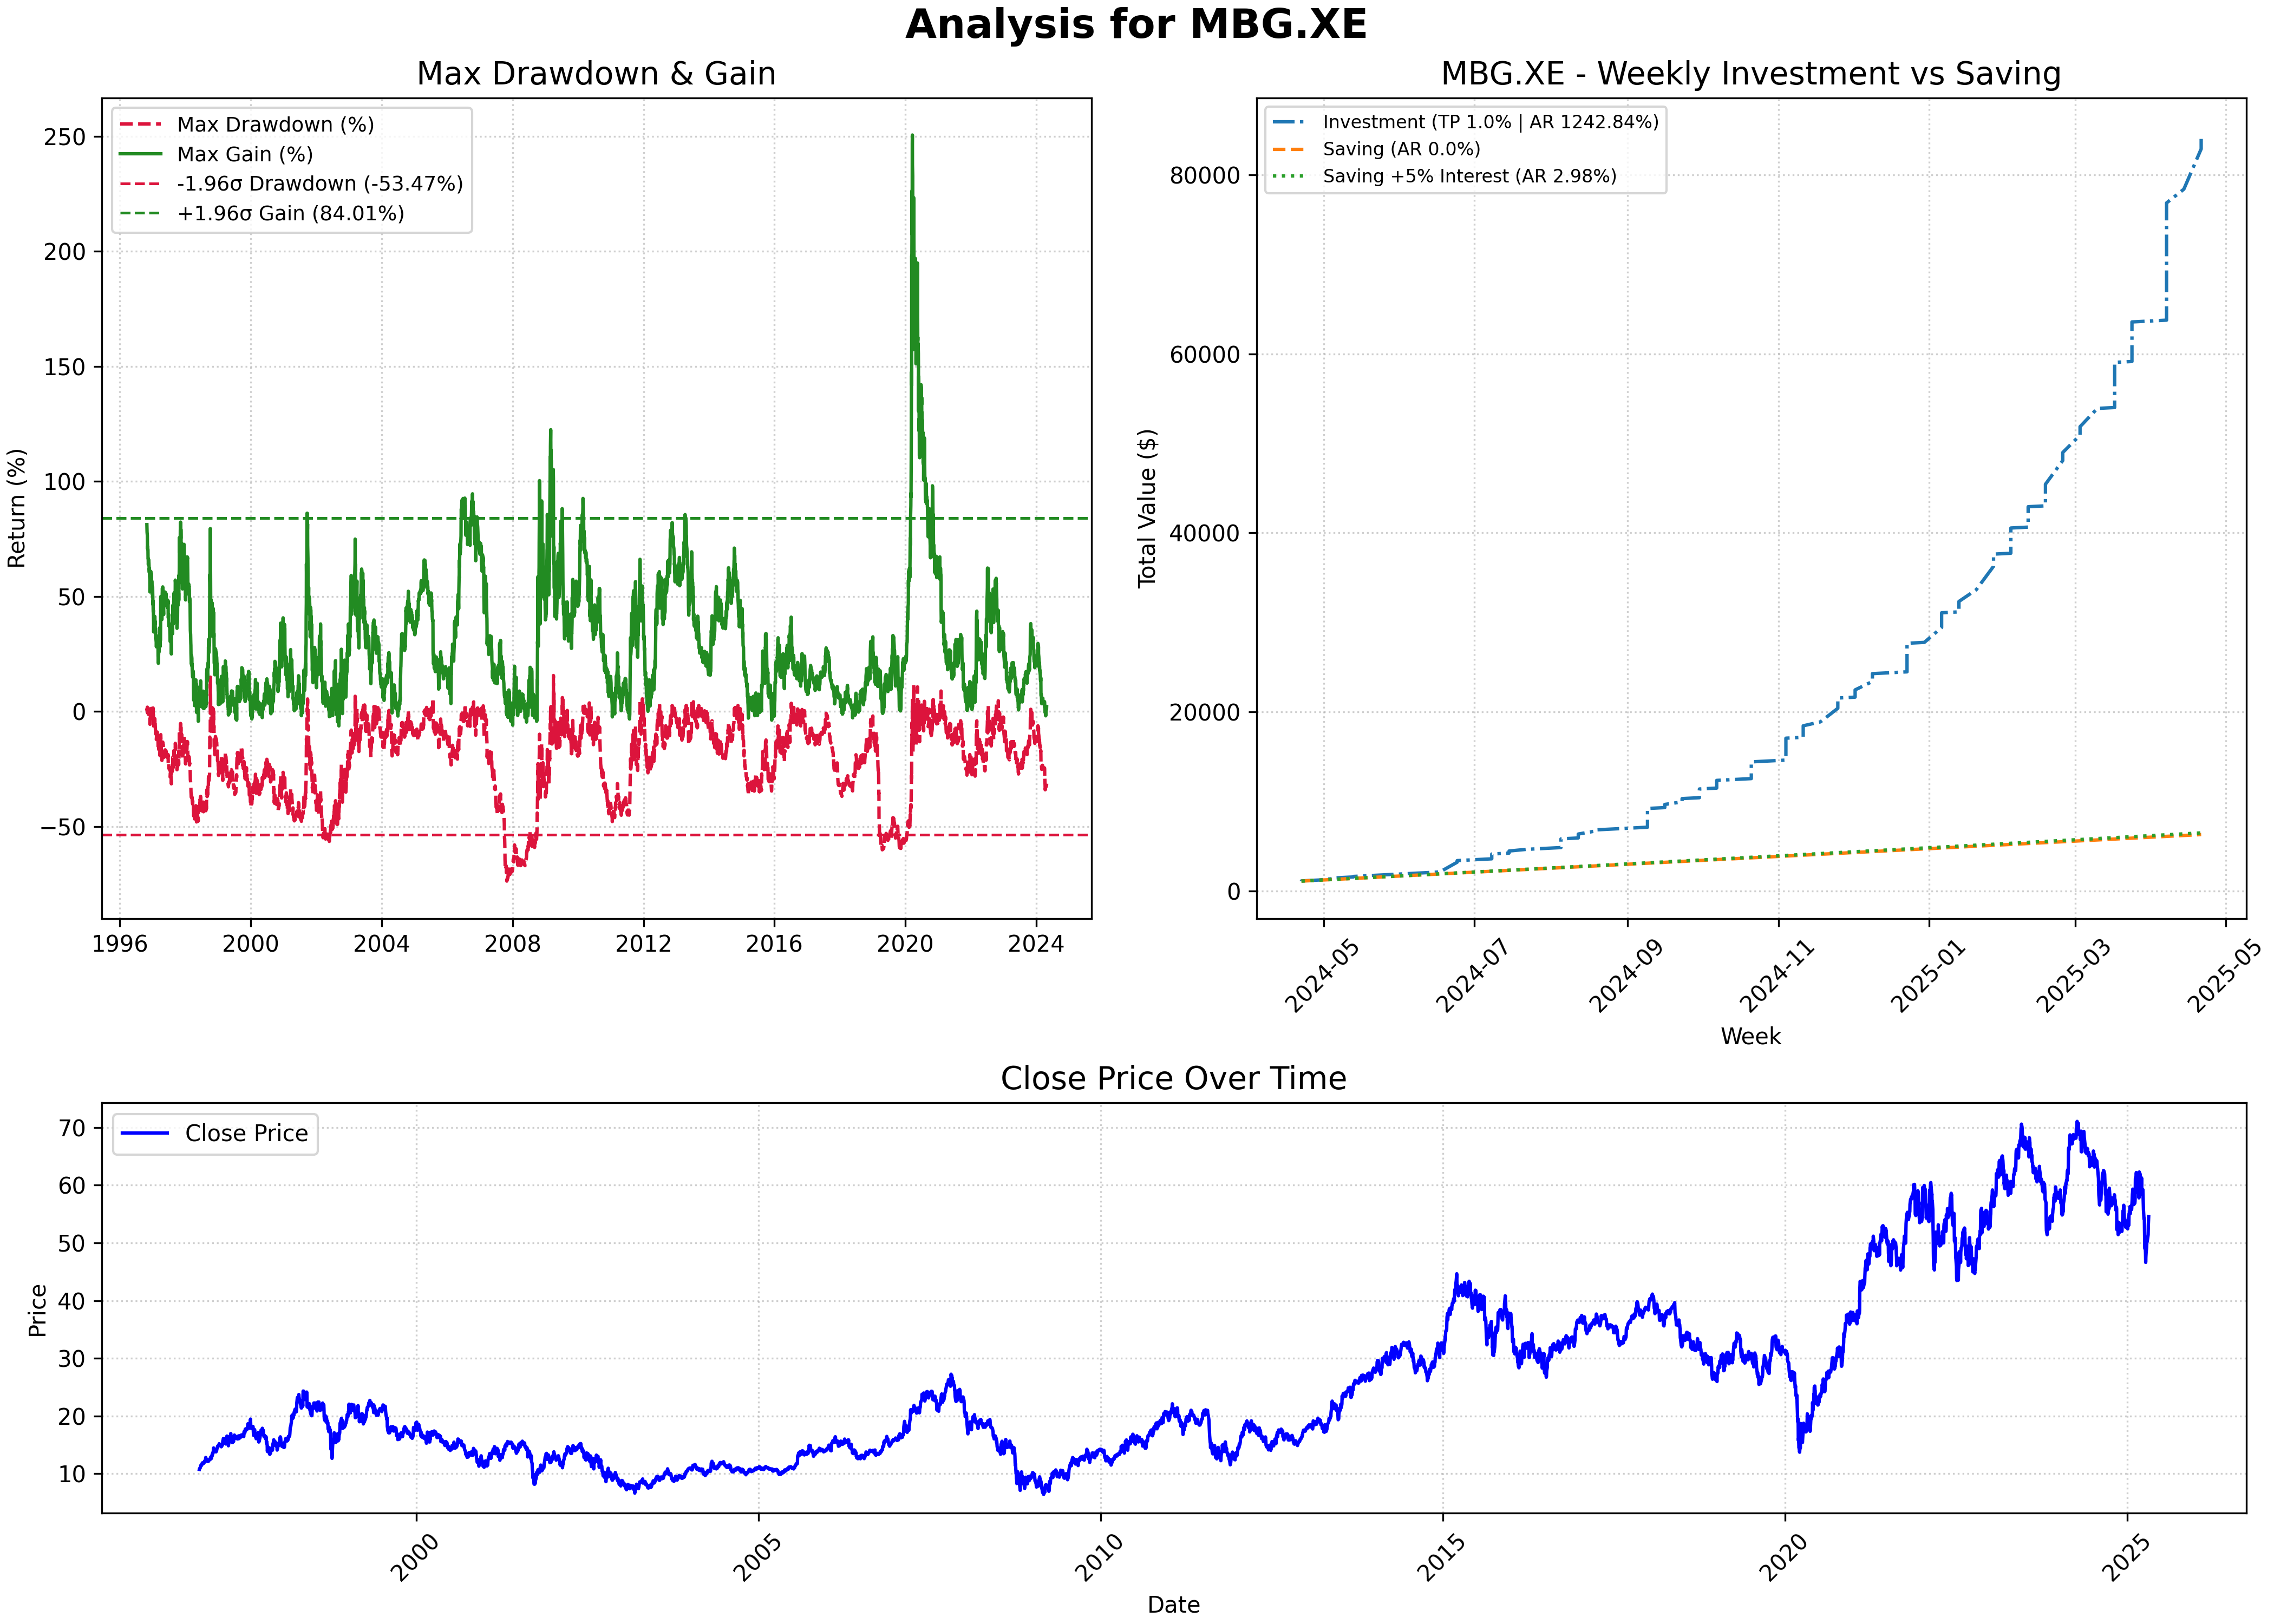 Analysis for MBG.XE
Max Drawdown & Gain
Max Drawdown (%)
Max Gain (%)
-1.96σ Drawdown (-53.47%)
+1.96σ Gain (84.01%)
Return (%)
250
200
150
100
50
0
−50
1996 2000 2004 2008 2012 2016 2020 2024
MBG.XE - Weekly Investment vs Saving
Investment (TP 1.0% | AR 1242.84%)
Saving (AR 0.0%)
Saving +5% Interest (AR 2.98%)
Total Value ($)
80000
60000
40000
20000
0
2024-05 2024-07 2024-09 2024-11 2025-01 2025-03 2025-05
Week
Close Price Over Time
Close Price
Price
70
60
50
40
30
20
10
2000 2005 2010 2015 2020 2025
Date